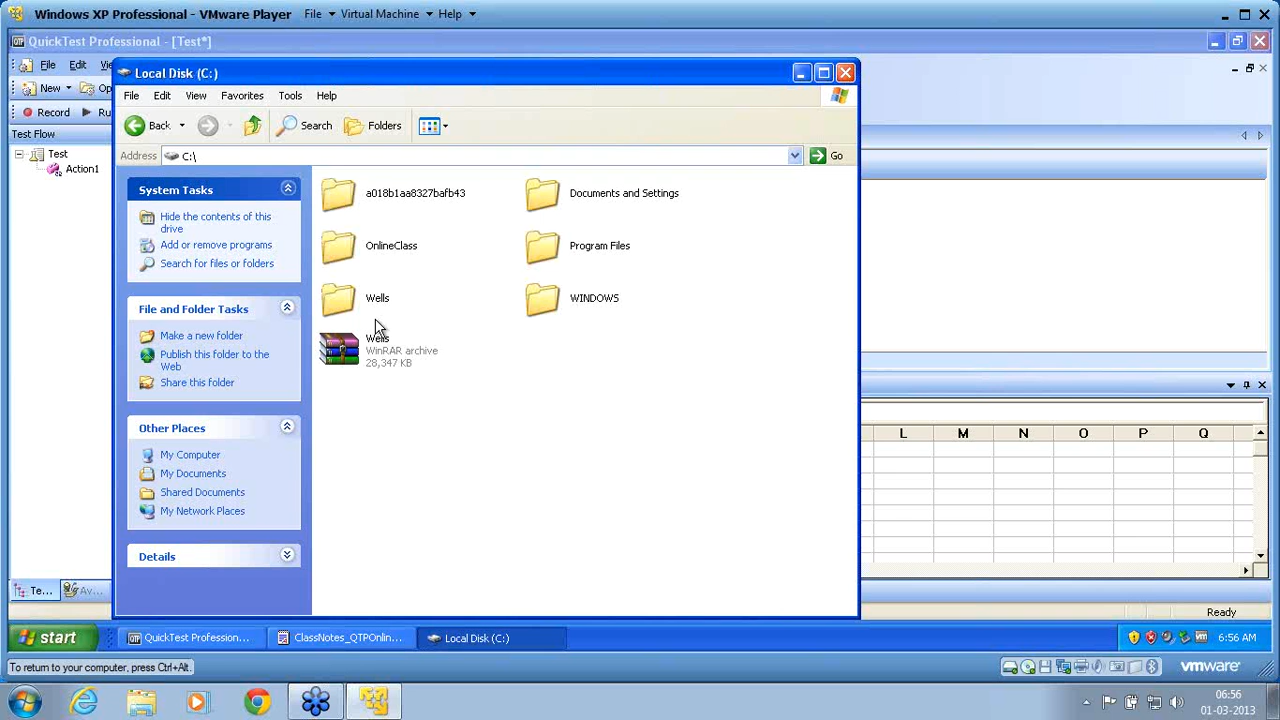 Windows XP Professional - VMware Player File Virtual Machine Help
QuickTest Professional - [Test*]
File Edit
New
Record
Test Flow
Test
Action1
Local Disk (C:)
File Edit View Favorites Tools Help
Back Search Folders
Address C:\ Go
System Tasks
Hide the contents of this
drive
Add or remove programs
Search for files or folders
File and Folder Tasks
Make a new folder
Publish this folder to the
Web
Share this folder
Other Places
My Computer
My Documents
Shared Documents
My Network Places
Details
a018b1aa8327bafb43 Documents and Settings
OnlineClass Program Files
Wells WINDOWS
Wells
WinRAR archive
28,347 KB
L M N O P Q
Te... Av...
Ready
start QuickTest Profession... ClassNotes_QTPOnlin... Local Disk (C:) 6:56 AM
To return to your computer, press Ctrl+Alt. vmware
06:56
01-03-2013